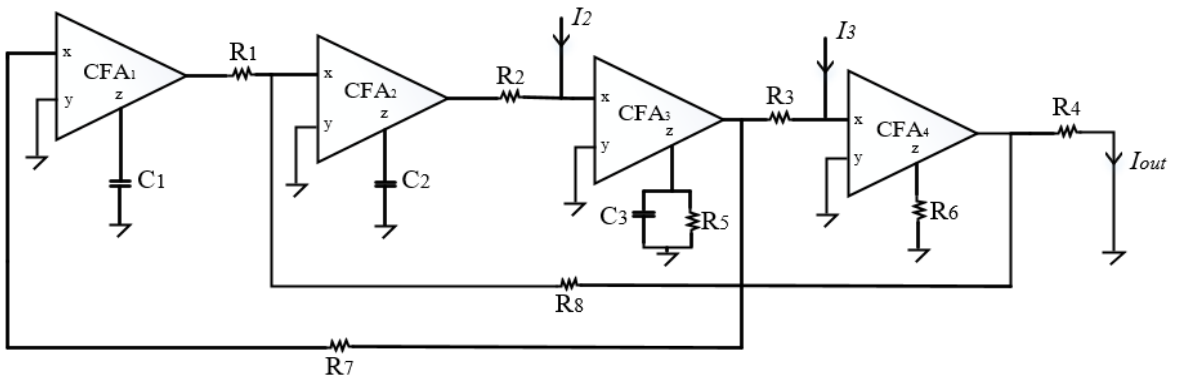 I2
I3
R1
R2
R3
R4
x
CFA1
y
z
x
CFA2
y
z
x
CFA3
y
z
x
CFA4
y
z
Iout
C1
C2
C3
R5
R6
R8
R7